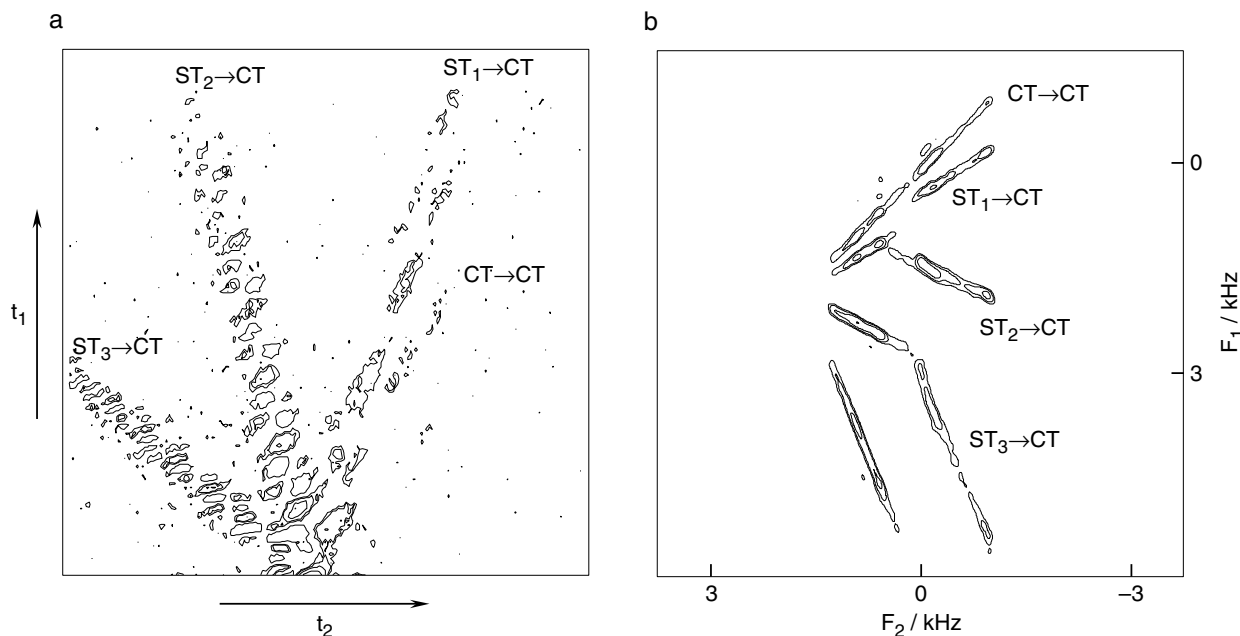 a
ST2→CT
ST1→CT
CT→CT
ST3→CT
t1
t2
b
CT→CT
ST1→CT
ST2→CT
ST3→CT
0
3
F1 / kHz
3
0
–3
F2 / kHz